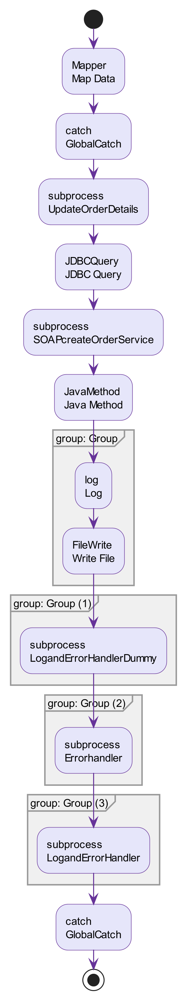 Mapper
Map Data
catch
GlobalCatch
subprocess
UpdateOrderDetails
JDBCQuery
JDBC Query
subprocess
SOAPcreateOrderService
JavaMethod
Java Method
group: Group
log
Log
FileWrite
Write File
group: Group (1)
subprocess
LogandErrorHandlerDummy
group: Group (2)
subprocess
Errorhandler
group: Group (3)
subprocess
LogandErrorHandler
catch
GlobalCatch